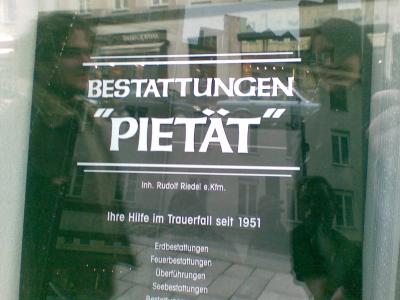 BESTATTUNGEN
"PIETÄT"
Inh. Rudolf Riedel e.Kfm.
Ihre Hilfe im Trauerfall seit 1951
Erdbestattungen
Feuerbestattungen
Überführungen
Seebestattungen